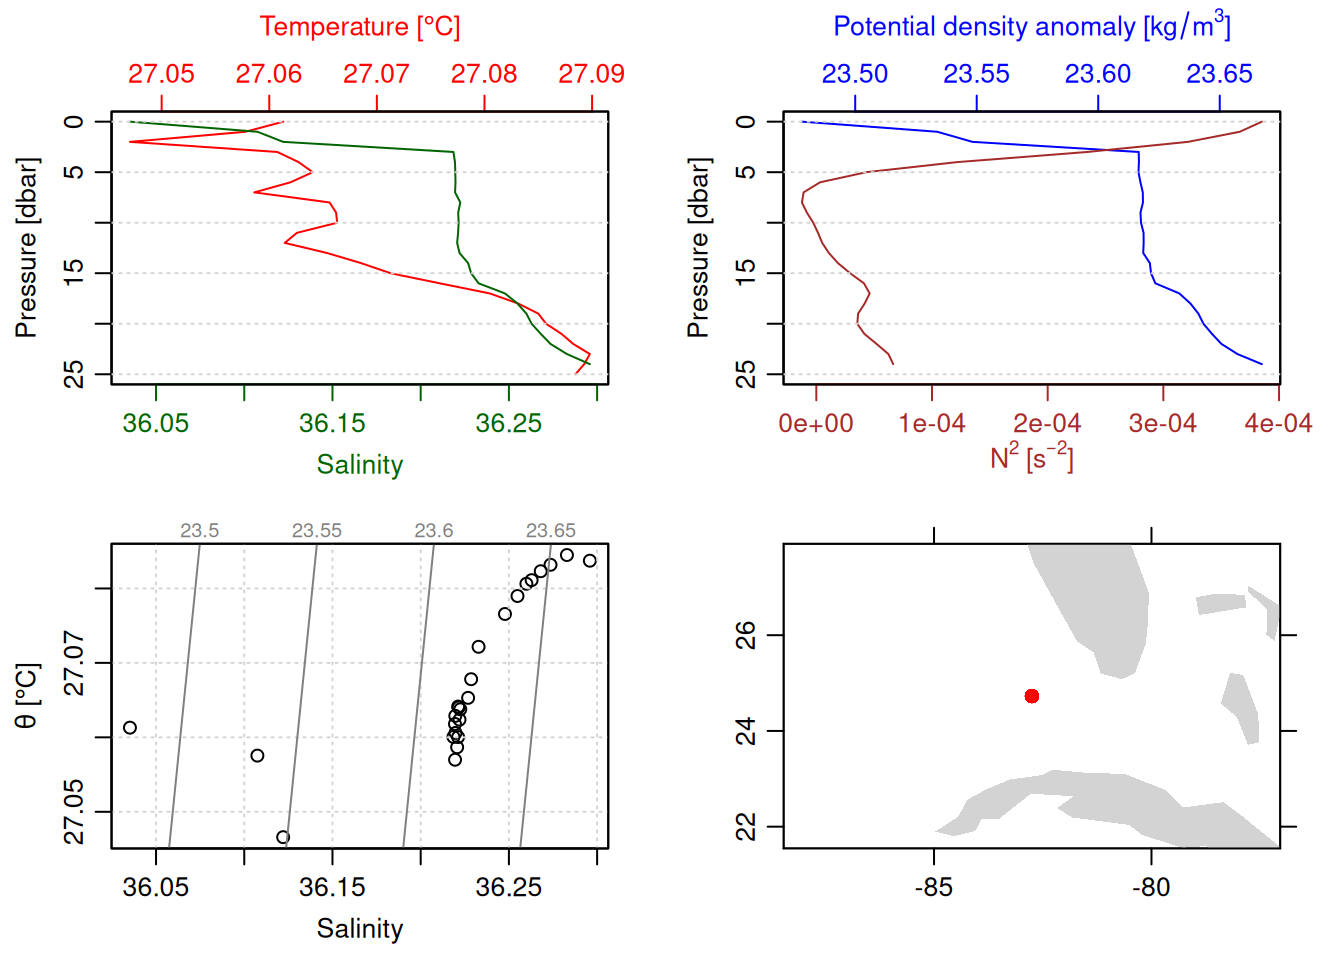 Temperature [°C]
27.05 27.06 27.07 27.08 27.09
0
5
15
25
Pressure [dbar]
36.05 36.15 36.25
Salinity
Potential density anomaly [kg/m³]
23.50 23.55 23.60 23.65
0
5
15
25
Pressure [dbar]
0e+00 1e-04 2e-04 3e-04 4e-04
N² [s⁻²]
23.5 23.55 23.6 23.65
27.07
27.05
θ [°C]
36.05 36.15 36.25
Salinity
26
24
22
-85 -80